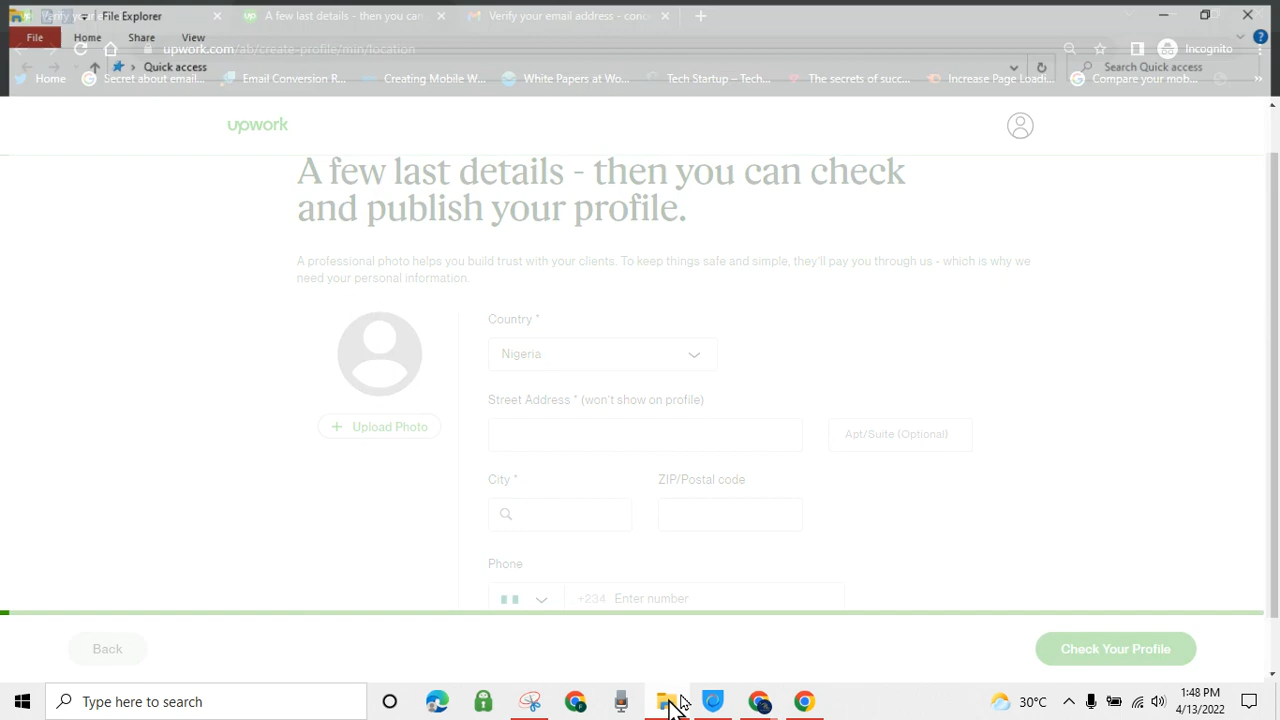 File Explorer
A few last details - then you can
Verify your email address - conc
File Home Share View
upwork.com/ab/create-profile/min/location
Incognito
Quick access
Search Quick access
Home
Secret about email...
Email Conversion R...
Creating Mobile W...
White Papers at Wo...
Tech Startup – Tech...
The secrets of succ...
Increase Page Loadi...
Compare your mob...
upwork
A few last details - then you can check
and publish your profile.
A professional photo helps you build trust with your clients. To keep things safe and simple, they'll pay you through us - which is why we
need your personal information.
Country *
Nigeria
Upload Photo
Street Address * (won't show on profile)
Apt/Suite (Optional)
City *
ZIP/Postal code
Phone
+234 Enter number
Back
Check Your Profile
Type here to search
30°C
1:48 PM
4/13/2022